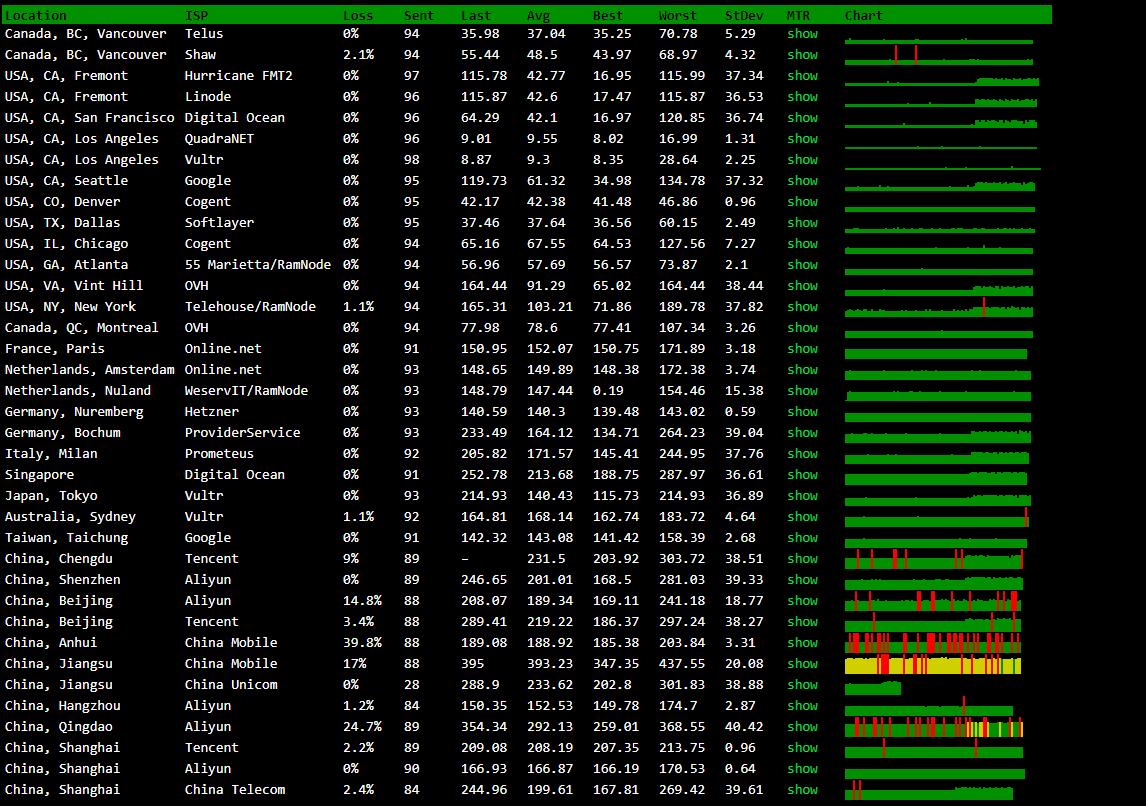 Location ISP Loss Sent Last Avg Best Worst StDev MTR Chart
Canada, BC, Vancouver Telus 0% 94 35.98 37.04 35.25 70.78 5.29 show
Canada, BC, Vancouver Shaw 2.1% 94 55.44 48.5 43.97 68.97 4.32 show
USA, CA, Fremont Hurricane FMT2 0% 97 115.78 42.77 16.95 115.99 37.34 show
USA, CA, Fremont Linode 0% 96 115.87 42.6 17.47 115.87 36.53 show
USA, CA, San Francisco Digital Ocean 0% 96 64.29 42.1 16.97 120.85 36.74 show
USA, CA, Los Angeles QuadraNET 0% 96 9.01 9.55 8.02 16.99 1.31 show
USA, CA, Los Angeles Vultr 0% 98 8.87 9.3 8.35 28.64 2.25 show
USA, CA, Seattle Google 0% 95 119.73 61.32 34.98 134.78 37.32 show
USA, CO, Denver Cogent 0% 95 42.17 42.38 41.48 46.86 0.96 show
USA, TX, Dallas Softlayer 0% 95 37.46 37.64 36.56 60.15 2.49 show
USA, IL, Chicago Cogent 0% 94 65.16 67.55 64.53 127.56 7.27 show
USA, GA, Atlanta 55 Marietta/RamNode 0% 94 56.96 57.69 56.57 73.87 2.1 show
USA, VA, Vint Hill OVH 0% 94 164.44 91.29 65.02 164.44 38.44 show
USA, NY, New York Telehouse/RamNode 1.1% 94 165.31 103.21 71.86 189.78 37.82 show
Canada, QC, Montreal OVH 0% 94 77.98 78.6 77.41 107.34 3.26 show
France, Paris Online.net 0% 91 150.95 152.07 150.75 171.89 3.18 show
Netherlands, Amsterdam Online.net 0% 93 148.65 149.89 148.38 172.38 3.74 show
Netherlands, Nuland WeservIT/RamNode 0% 93 148.79 147.44 0.19 154.46 15.38 show
Germany, Nuremberg Hetzner 0% 93 140.59 140.3 139.48 143.02 0.59 show
Germany, Bochum ProviderService 0% 93 233.49 164.12 134.71 264.23 39.04 show
Italy, Milan Prometeus 0% 92 205.82 171.57 145.41 244.95 37.76 show
Singapore Digital Ocean 0% 91 252.78 213.68 188.75 287.97 36.61 show
Japan, Tokyo Vultr 0% 93 214.93 140.43 115.73 214.93 36.89 show
Australia, Sydney Vultr 1.1% 92 164.81 168.14 162.74 183.72 4.64 show
Taiwan, Taichung Google 0% 91 142.32 143.08 141.42 158.39 2.68 show
China, Chengdu Tencent 9% 89 – 231.5 203.92 303.72 38.51 show
China, Shenzhen Aliyun 0% 89 246.65 201.01 168.5 281.03 39.33 show
China, Beijing Aliyun 14.8% 88 208.07 189.34 169.11 241.18 18.77 show
China, Beijing Tencent 3.4% 88 289.41 219.22 186.37 297.24 38.27 show
China, Anhui China Mobile 39.8% 88 189.08 188.92 185.38 203.84 3.31 show
China, Jiangsu China Mobile 17% 88 395 393.23 347.35 437.55 20.08 show
China, Jiangsu China Unicom 0% 28 288.9 233.62 202.8 301.83 38.88 show
China, Hangzhou Aliyun 1.2% 84 150.35 152.53 149.78 174.7 2.87 show
China, Qingdao Aliyun 24.7% 89 354.34 292.13 259.01 368.55 40.42 show
China, Shanghai Tencent 2.2% 89 209.08 208.19 207.35 213.75 0.96 show
China, Shanghai Aliyun 0% 90 166.93 166.87 166.19 170.53 0.64 show
China, Shanghai China Telecom 2.4% 84 244.96 199.61 167.81 269.42 39.61 show